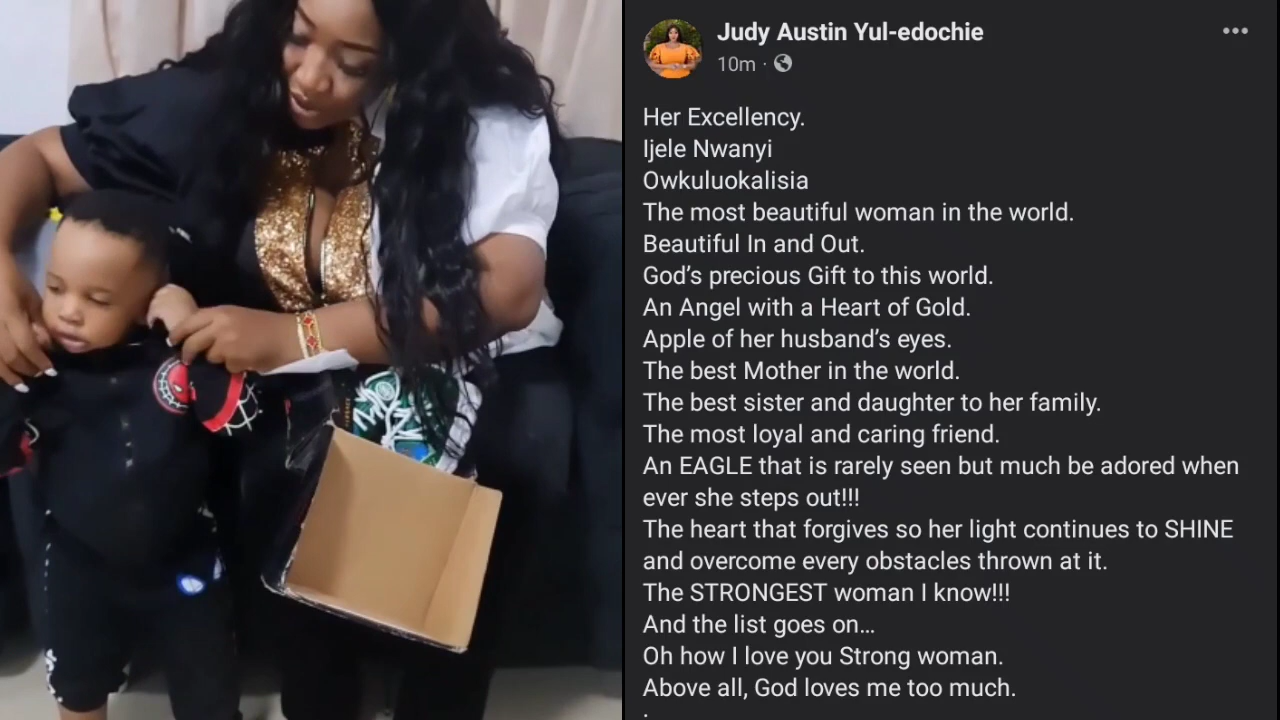 Judy Austin Yul-edochie
10m ·
Her Excellency.
Ijele Nwanyi
Owkuluokalisia
The most beautiful woman in the world.
Beautiful In and Out.
God’s precious Gift to this world.
An Angel with a Heart of Gold.
Apple of her husband’s eyes.
The best Mother in the world.
The best sister and daughter to her family.
The most loyal and caring friend.
An EAGLE that is rarely seen but much be adored when
ever she steps out!!!
The heart that forgives so her light continues to SHINE
and overcome every obstacles thrown at it.
The STRONGEST woman I know!!!
And the list goes on…
Oh how I love you Strong woman.
Above all, God loves me too much.
.